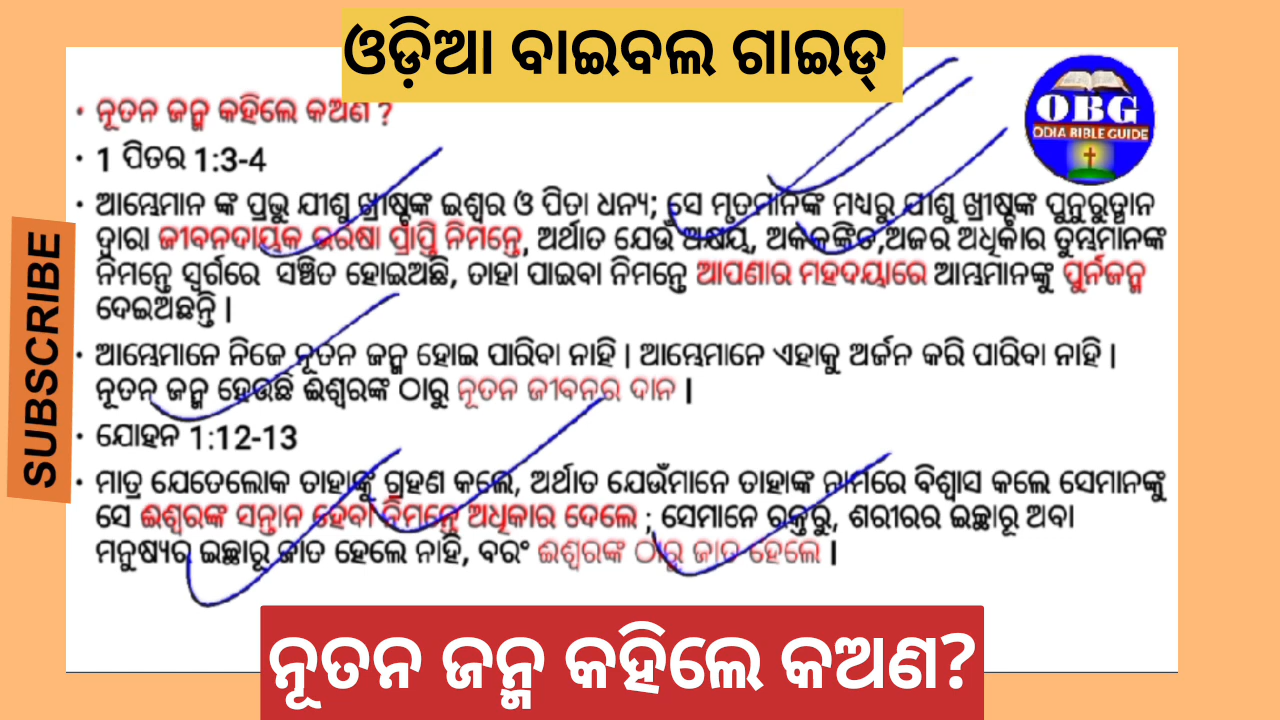 ଓଡ଼ିଆ ବାଇବଲ ଗାଇଡ୍
OBG
ODIA BIBLE GUIDE
SUBSCRIBE
• ନୂତନ ଜନ୍ମ କହିଲେ କଅଣ ?
• 1 ପିତର 1:3-4
• ଆମ୍ଭେମାନ ଙ୍କ ପ୍ରଭୁ ଯୀଶୁ ଖ୍ରୀଷ୍ଟଙ୍କ ଇଶ୍ୱର ଓ ପିତା ଧନ୍ୟ; ସେ ମୃତମାନଙ୍କ ମଧ୍ୟରୁ ଯୀଶୁ ଖ୍ରୀଷ୍ଟଙ୍କ ପୁନୁରୁତ୍ଥାନ
ଦ୍ୱାରା ଜୀବନଦାୟକ ଭରଷା ପ୍ରାପ୍ତି ନିମନ୍ତେ, ଅର୍ଥାତ ଯେଉଁ ଅକ୍ଷୟ, ଅକଳଙ୍କିତ,ଅଜର ଅଧିକାର ତୁମ୍ଭମାନଙ୍କ
ନିମନ୍ତେ ସ୍ୱର୍ଗରେ ସଞ୍ଚିତ ହୋଇଅଛି, ତାହା ପାଇବା ନିମନ୍ତେ ଆପଣାର ମହଦୟାରେ ଆମ୍ଭମାନଙ୍କୁ ପୁର୍ନଜନ୍ମ
ଦେଇଅଛନ୍ତି |
• ଆମ୍ଭେମାନେ ନିଜେ ନୂତନ ଜନ୍ମ ହୋଇ ପାରିବା ନାହି | ଆମ୍ଭେମାନେ ଏହାକୁ ଅର୍ଜନ କରି ପାରିବା ନାହି |
ନୂତନ ଜନ୍ମ ହେଉଛି ଈଶ୍ୱରଙ୍କ ଠାରୁ ନୂତନ ଜୀବନର ଦାନ |
• ଯୋହନ 1:12-13
• ମାତ୍ର ଯେତେଲୋକ ତାହାଙ୍କୁ ଗ୍ରହଣ କଲେ, ଅର୍ଥାତ ଯେଉଁମାନେ ତାହାଙ୍କ ନାମରେ ବିଶ୍ୱାସ କଲେ ସେମାନଙ୍କୁ
ସେ ଈଶ୍ୱରଙ୍କ ସନ୍ତାନ ହେବା ନିମନ୍ତେ ଅଧିକାର ଦେଲେ ; ସେମାନେ ରକ୍ତରୁ, ଶରୀରର ଇଚ୍ଛାରୂ ଅବା
ମନୁଷ୍ୟର ଇଚ୍ଛାରୂ ଜାତ ହେଲେ ନାହି, ବରଂ ଈଶ୍ୱରଙ୍କ ଠାରୁ ଜାତ ହେଲେ |
ନୂତନ ଜନ୍ମ କହିଲେ କଅଣ?